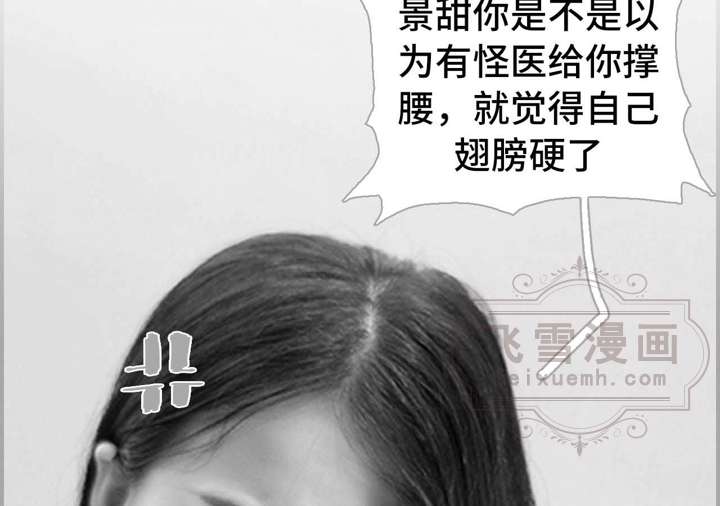 景甜你是不是以
为有怪医给你撑
腰，就觉得自己
翅膀硬了
飞雪漫画
feixuemh.com